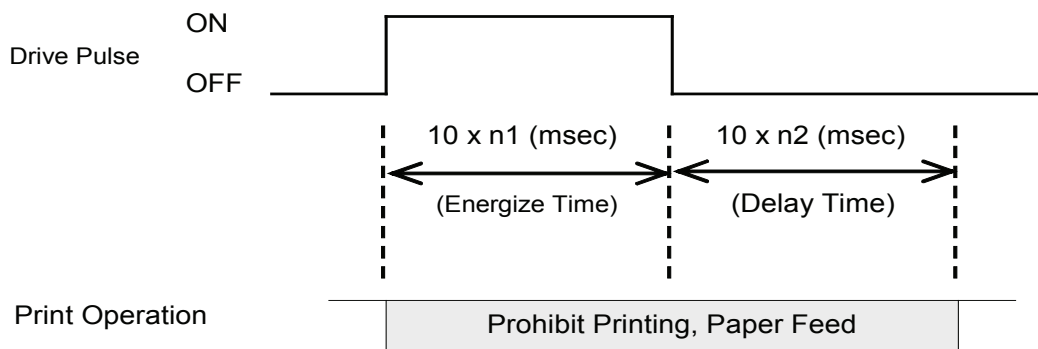 ON
Drive Pulse
OFF
10 x n1 (msec)
10 x n2 (msec)
(Energize Time)
(Delay Time)
Print Operation
Prohibit Printing, Paper Feed